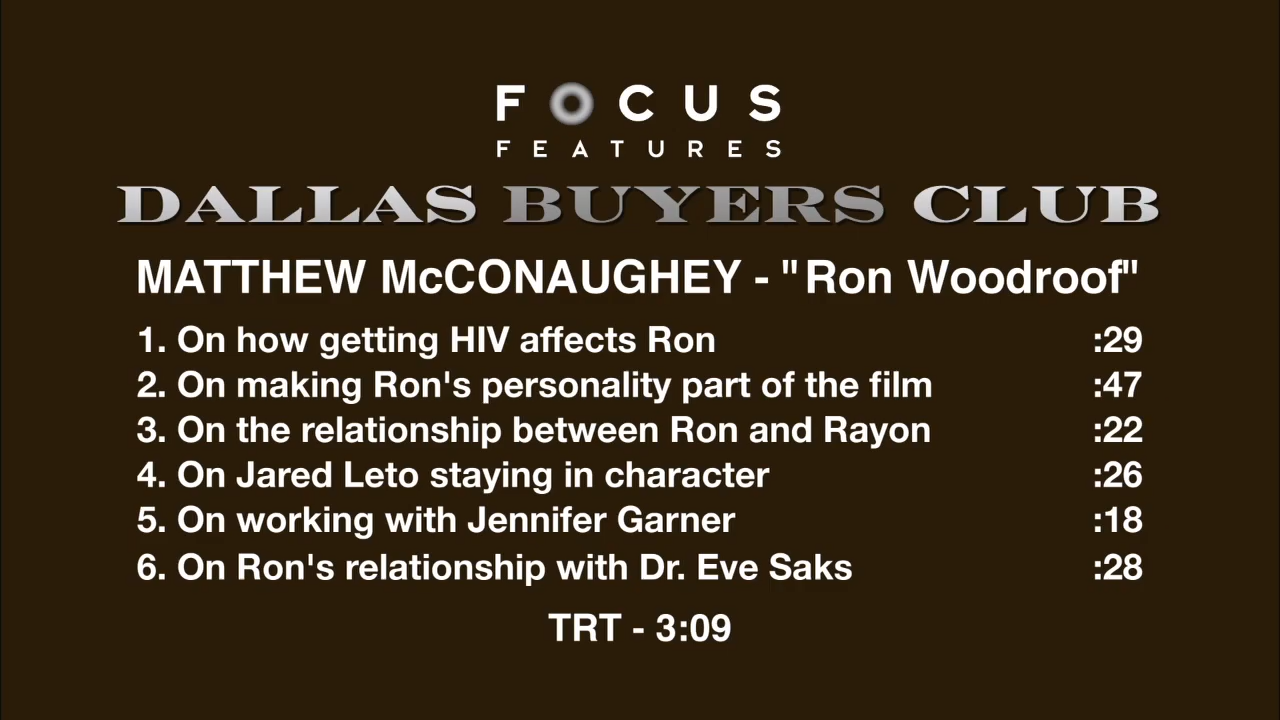 FOCUS
FEATURES
DALLAS BUYERS CLUB
MATTHEW McCONAUGHEY - "Ron Woodroof"
1. On how getting HIV affects Ron :29
2. On making Ron's personality part of the film :47
3. On the relationship between Ron and Rayon :22
4. On Jared Leto staying in character :26
5. On working with Jennifer Garner :18
6. On Ron's relationship with Dr. Eve Saks :28
TRT - 3:09